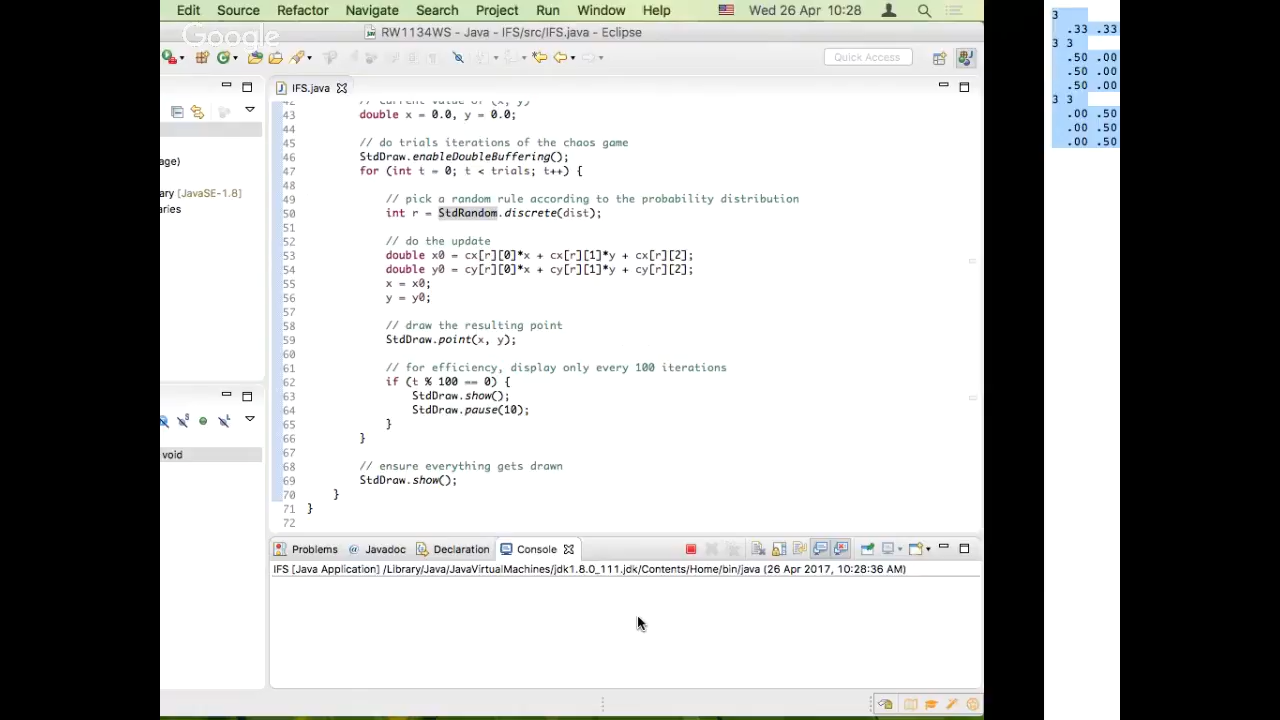 Edit Source Refactor Navigate Search Project Run Window Help Wed 26 Apr 10:28
Google
RW1134WS - Java - IFS/src/IFS.java - Eclipse
Quick Access
IFS.java
42 // current value of (x, y)
43 double x = 0.0, y = 0.0;
44
45 // do trials iterations of the chaos game
46 StdDraw.enableDoubleBuffering();
47 for (int t = 0; t < trials; t++) {
48
49 // pick a random rule according to the probability distribution
50 int r = StdRandom.discrete(dist);
51
52 // do the update
53 double x0 = cx[r][0]*x + cx[r][1]*y + cx[r][2];
54 double y0 = cy[r][0]*x + cy[r][1]*y + cy[r][2];
55 x = x0;
56 y = y0;
57
58 // draw the resulting point
59 StdDraw.point(x, y);
60
61 // for efficiency, display only every 100 iterations
62 if (t % 100 == 0) {
63 StdDraw.show();
64 StdDraw.pause(10);
65 }
66 }
67
68 // ensure everything gets drawn
69 StdDraw.show();
70 }
71 }
72
age)
ary [JavaSE-1.8]
aries
void
Problems @ Javadoc Declaration Console
IFS [Java Application] /Library/Java/JavaVirtualMachines/jdk1.8.0_111.jdk/Contents/Home/bin/java (26 Apr 2017, 10:28:36 AM)
3
.33 .33
3 3
.50 .00
.50 .00
.50 .00
3 3
.00 .50
.00 .50
.00 .50